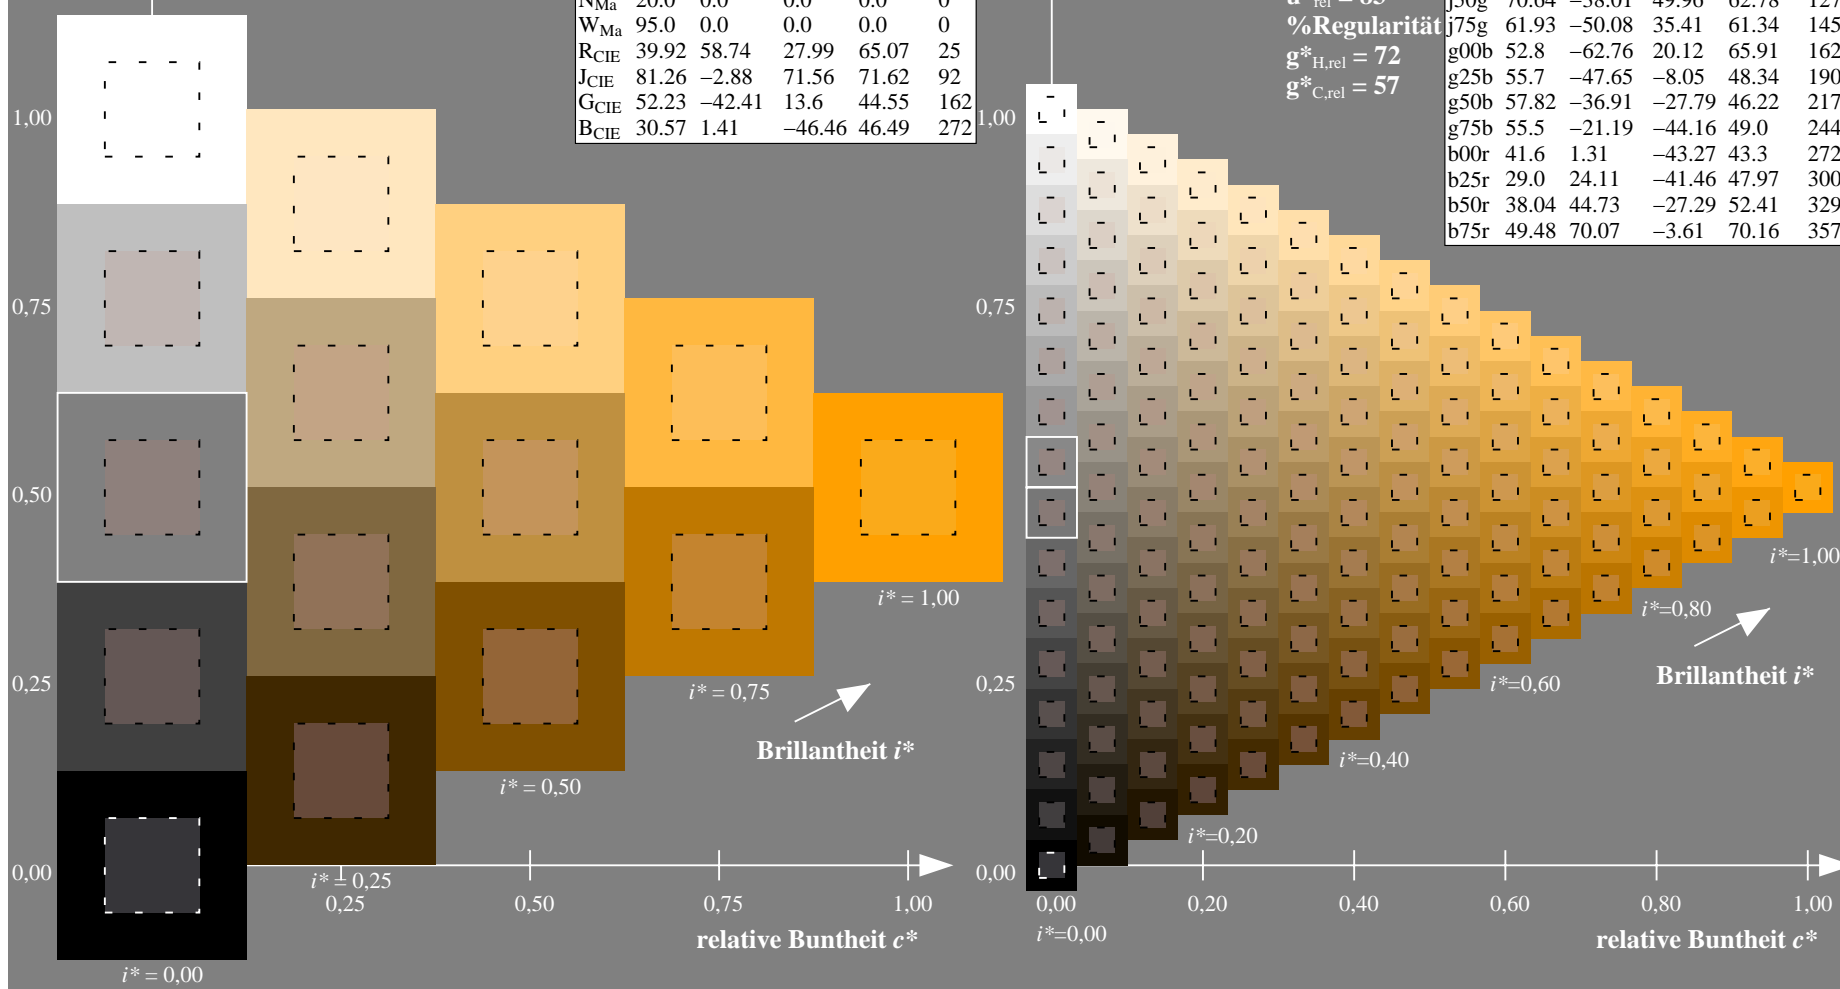 N_Ma 20.0 0.0 0.0 0.0 0
W_Ma 95.0 0.0 0.0 0.0 0
R_CIE 39.92 58.74 27.99 65.07 25
J_CIE 81.26 −2.88 71.56 71.62 92
G_CIE 52.23 −42.41 13.6 44.55 162
B_CIE 30.57 1.41 −46.46 46.49 272
1,00
0,75
0,50
0,25
0,00
i* = 1,00
i* = 0,75
Brillantheit i*
i* = 0,50
i* = 0,25
0,25 0,50 0,75 1,00
relative Buntheit c*
i* = 0,00
%Regularität
g*H,rel = 72
g*C,rel = 57
j50g 70.64 −38.01 49.96 62.78 127
j75g 61.93 −50.08 35.41 61.34 145
g00b 52.8 −62.76 20.12 65.91 162
g25b 55.7 −47.65 −8.05 48.34 190
g50b 57.82 −36.91 −27.79 46.22 217
g75b 55.5 −21.19 −44.16 49.0 244
b00r 41.6 1.31 −43.27 43.3 272
b25r 29.0 24.11 −41.46 47.97 300
b50r 38.04 44.73 −27.29 52.41 329
b75r 49.48 70.07 −3.61 70.16 357
1,00
0,75
0,50
0,25
0,00
i*=1,00
i*=0,80
Brillantheit i*
i*=0,60
i*=0,40
i*=0,20
0,00 0,20 0,40 0,60 0,80 1,00
i*=0,00
relative Buntheit c*